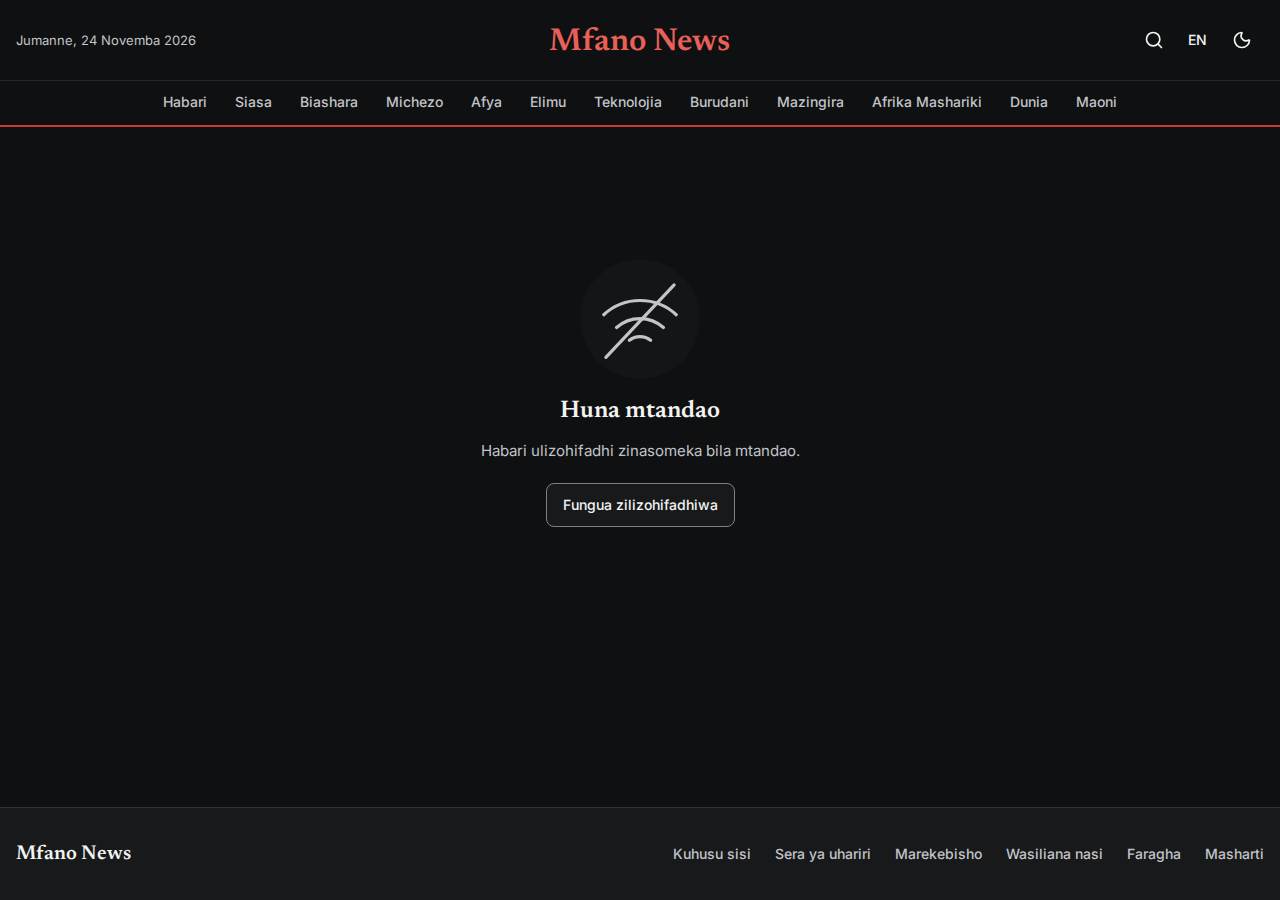 Jumanne, 24 Novemba 2026
Mfano News
EN
Habari Siasa Biashara Michezo Afya Elimu Teknolojia Burudani Mazingira Afrika Mashariki Dunia Maoni
Huna mtandao
Habari ulizohifadhi zinasomeka bila mtandao.
Fungua zilizohifadhiwa
Mfano News
Kuhusu sisi Sera ya uhariri Marekebisho Wasiliana nasi Faragha Masharti